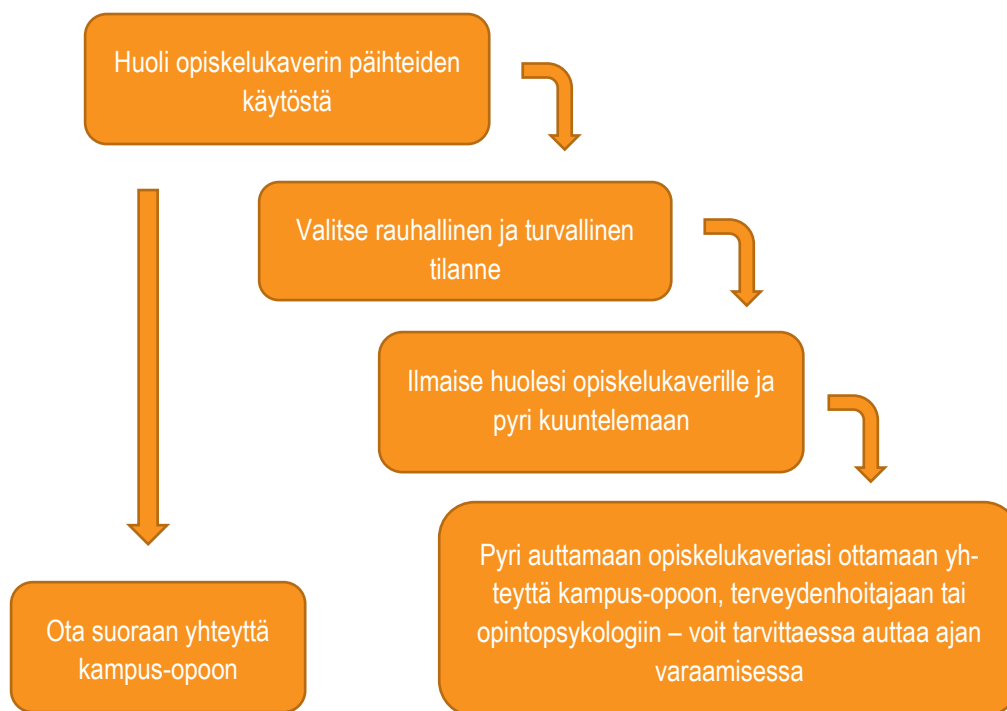 Huoli opiskelukaverin päihteiden
käytöstä
Valitse rauhallinen ja turvallinen
tilanne
Ilmaise huolesi opiskelukaverille ja
pyri kuuntelemaan
Pyri auttamaan opiskelukaveriasi ottamaan yh-
teyttä kampus-opoon, terveydenhoitajaan tai
opintopsykologiin – voit tarvittaessa auttaa ajan
varaamisessa
Ota suoraan yhteyttä
kampus-opoon